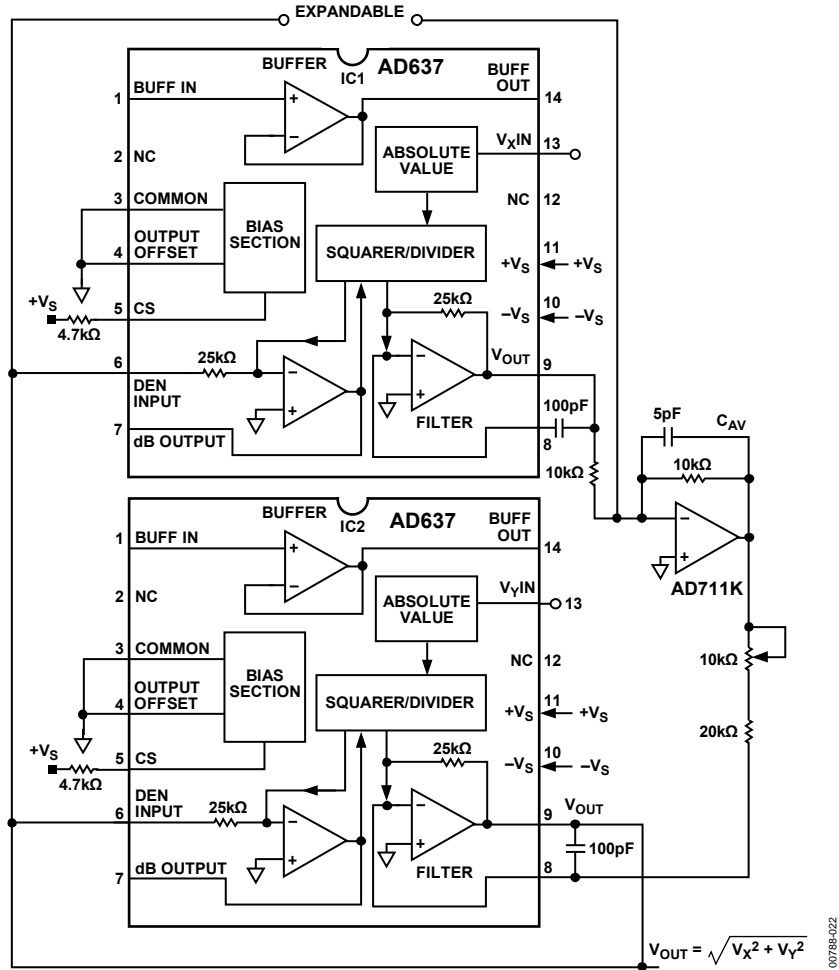 EXPANDABLE
BUFFER
IC1
AD637
BUFF
OUT
1
BUFF IN
14
+
−
ABSOLUTE
VALUE
VXIN
13
2
NC
NC
12
3
COMMON
BIAS
SECTION
4
OUTPUT
OFFSET
SQUARER/DIVIDER
11
+VS
+VS
+VS
5
CS
4.7kΩ
25kΩ
10
−VS
−VS
6
DEN
INPUT
25kΩ
−
+
−
+
VOUT
9
FILTER
100pF
8
7
dB OUTPUT
10kΩ
5pF
CAV
10kΩ
−
+
AD711K
BUFFER
IC2
AD637
BUFF
OUT
1
BUFF IN
14
+
−
ABSOLUTE
VALUE
VYIN
13
2
NC
NC
12
3
COMMON
BIAS
SECTION
10kΩ
4
OUTPUT
OFFSET
SQUARER/DIVIDER
11
+VS
+VS
20kΩ
+VS
5
CS
4.7kΩ
25kΩ
10
−VS
−VS
6
DEN
INPUT
25kΩ
−
+
−
+
9
VOUT
100pF
FILTER
8
7
dB OUTPUT
VOUT = √VX² + VY²
00788-022